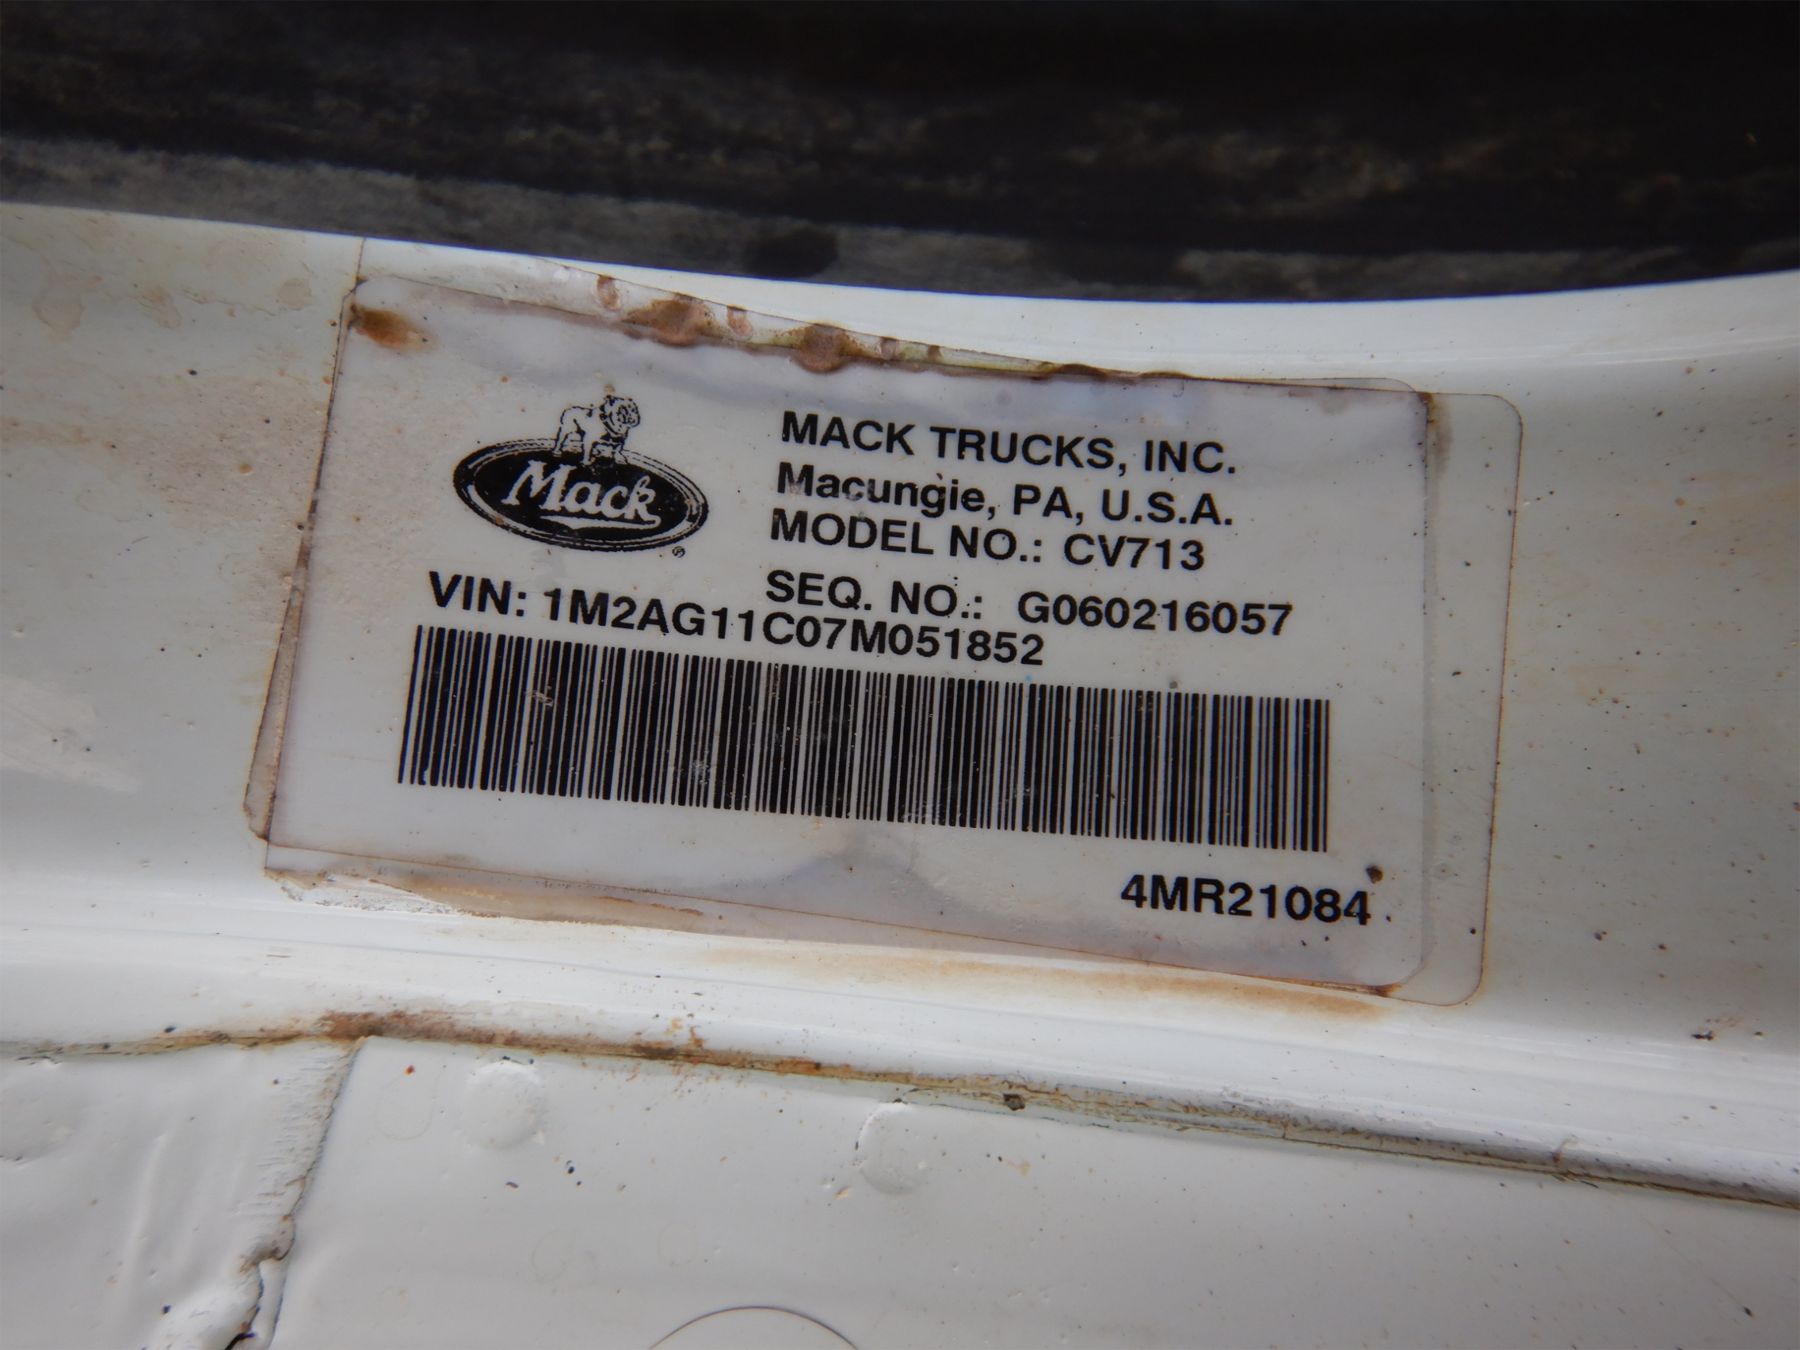 Mack
®
MACK TRUCKS, INC.
Macungie, PA, U.S.A.
MODEL NO.: CV713
SEQ. NO.: G060216057
VIN: 1M2AG11C07M051852
4MR21084